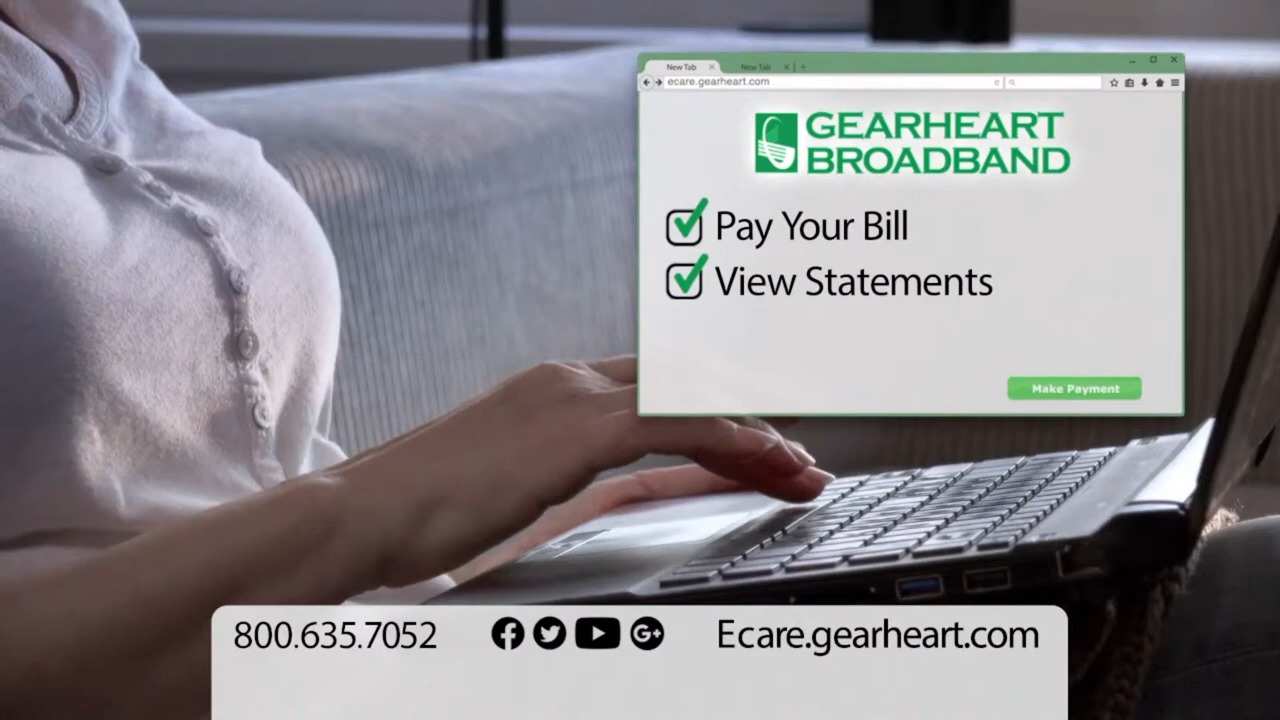 New Tab
New Tab
ecare.gearheart.com
GEARHEART
BROADBAND
Pay Your Bill
View Statements
Make Payment
800.635.7052
Ecare.gearheart.com